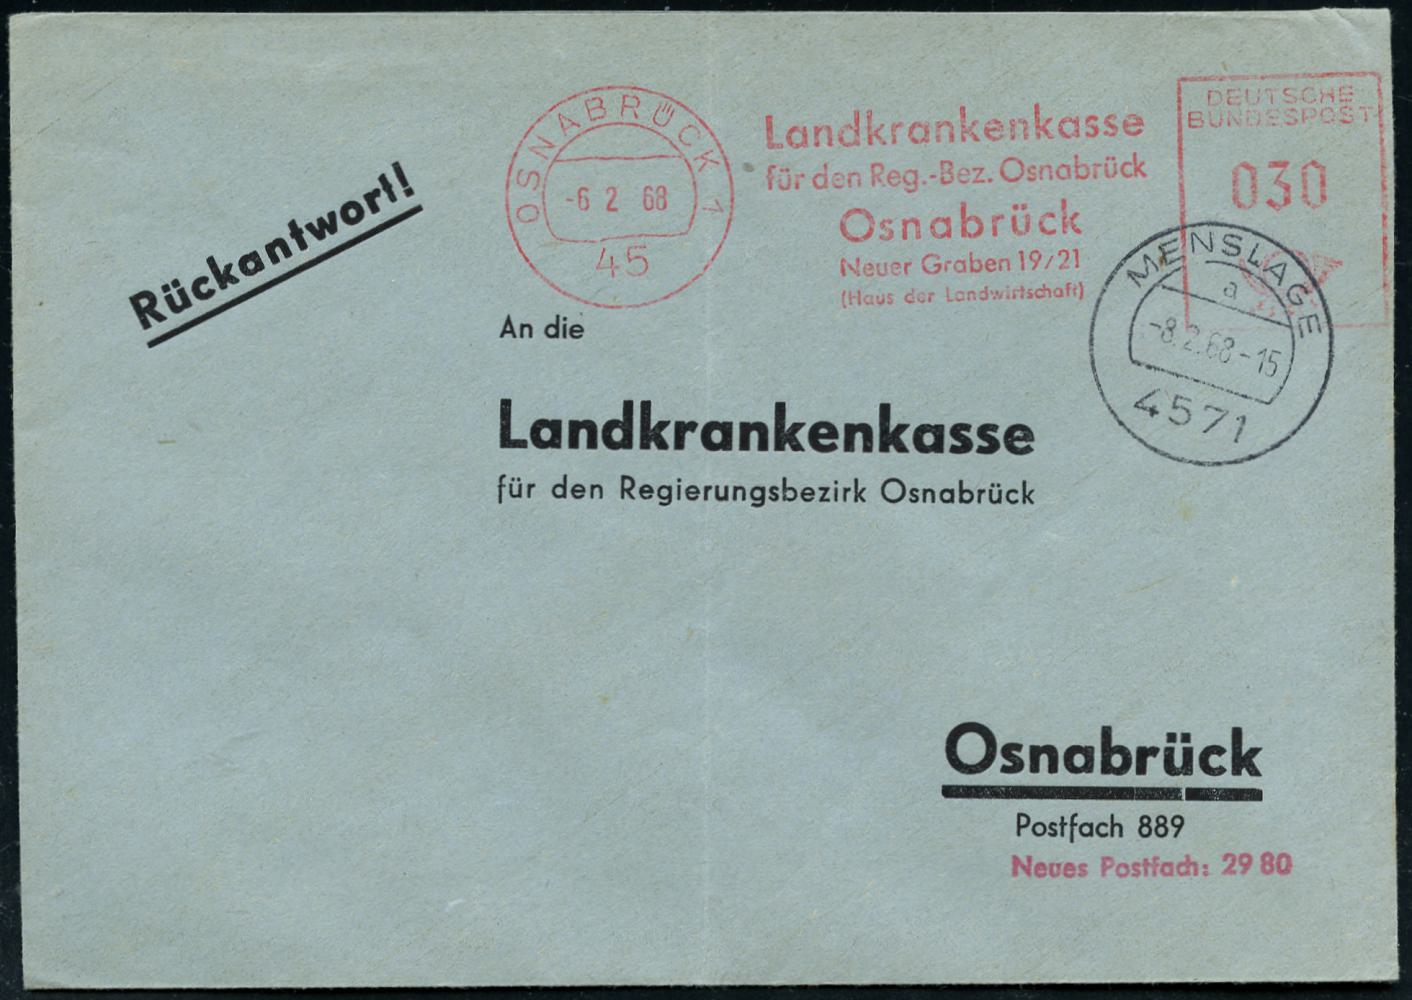 Rückantwort!
OSNABRÜCK 1
-6 2 68
45
Landkrankenkasse
für den Reg.-Bez. Osnabrück
Osnabrück
Neuer Graben 19/21
(Haus der Landwirtschaft)
DEUTSCHE
BUNDESPOST
030
MENSLAGE
a
-8.2.68-15
4571
An die
Landkrankenkasse
für den Regierungsbezirk Osnabrück
Osnabrück
Postfach 889
Neues Postfach: 29 80